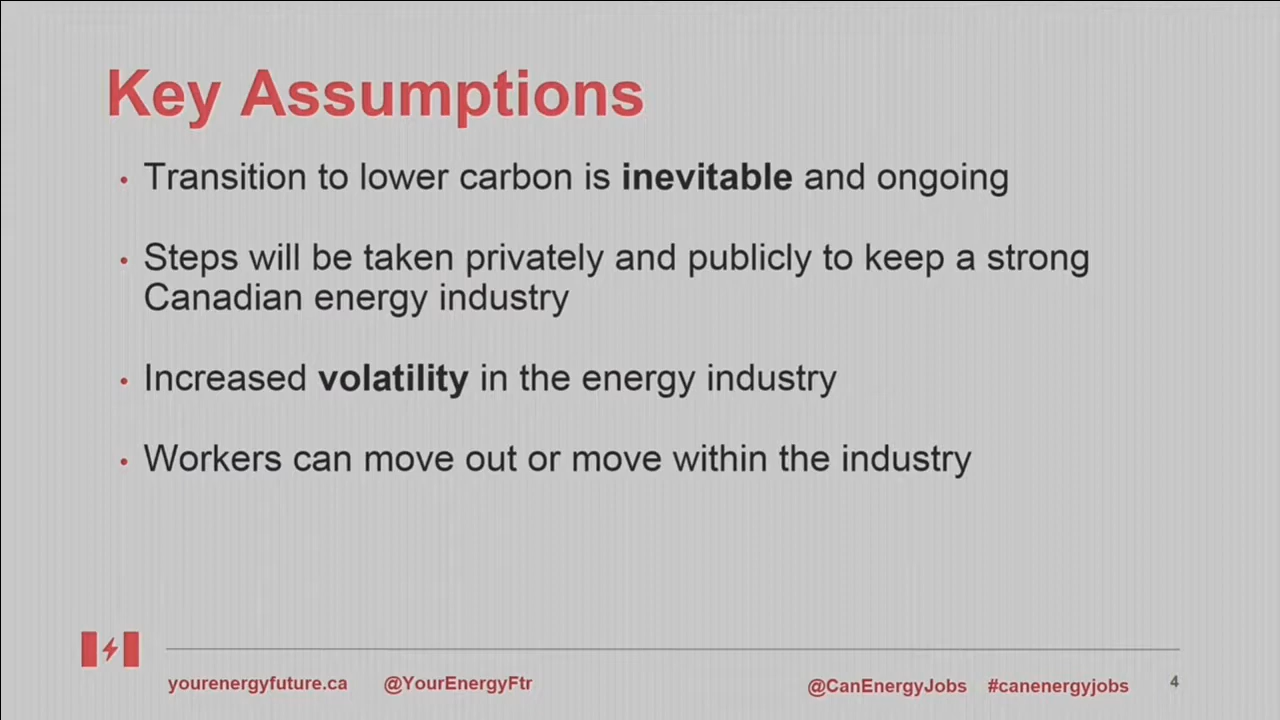 Key Assumptions
• Transition to lower carbon is inevitable and ongoing
• Steps will be taken privately and publicly to keep a strong
Canadian energy industry
• Increased volatility in the energy industry
• Workers can move out or move within the industry
yourenergyfuture.ca @YourEnergyFtr @CanEnergyJobs #canenergyjobs 4